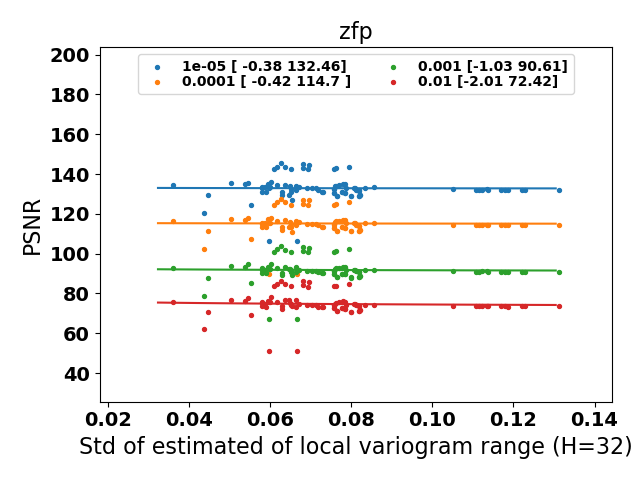 zfp
1e-05 [ -0.38 132.46]
0.0001 [ -0.42 114.7 ]
0.001 [-1.03 90.61]
0.01 [-2.01 72.42]
PSNR
200
180
160
140
120
100
80
60
40
0.02 0.04 0.06 0.08 0.10 0.12 0.14
Std of estimated of local variogram range (H=32)